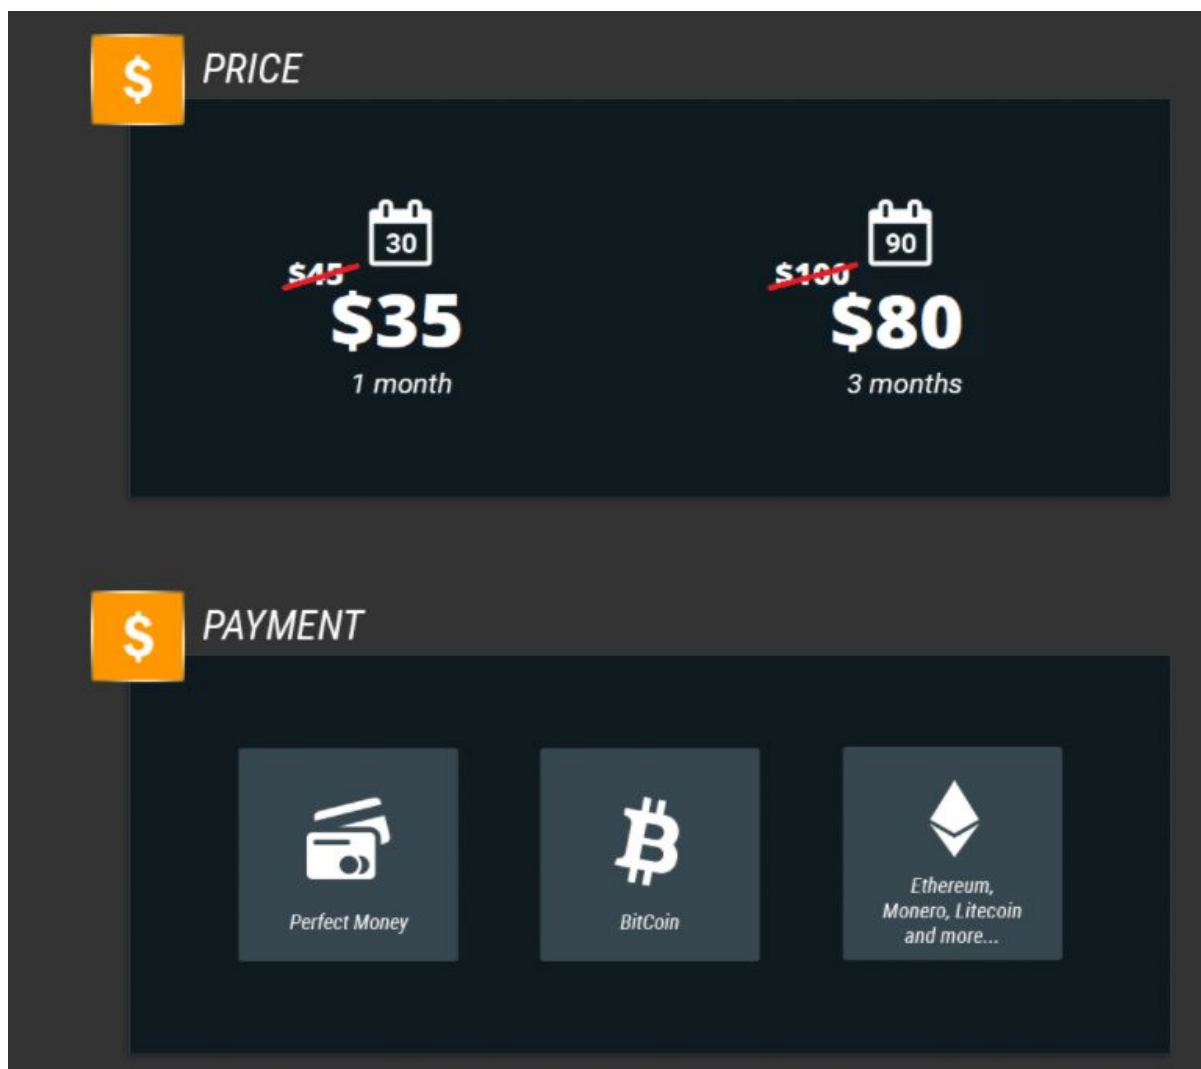 $
PRICE
30
90
$45
$100
$35
$80
1 month
3 months
$
PAYMENT
Perfect Money
BitCoin
Ethereum,
Monero, Litecoin
and more...